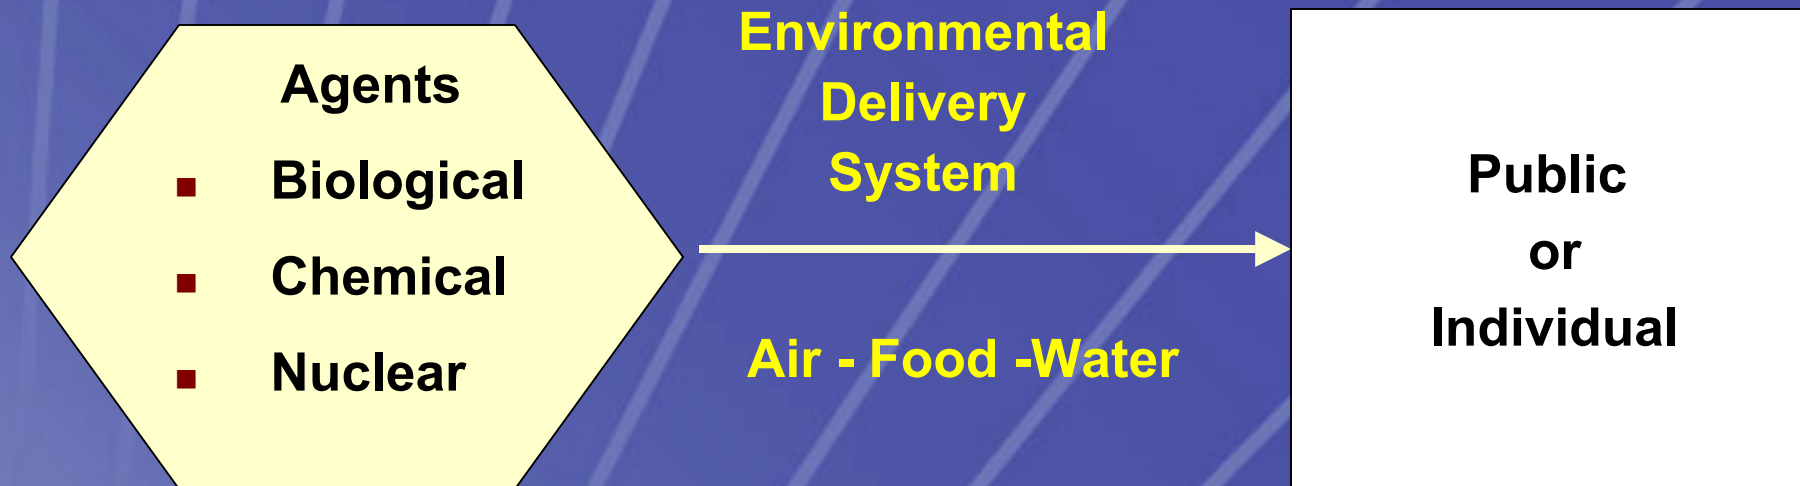 Agents
Biological
Chemical
Nuclear
Environmental
Delivery
System
Air - Food -Water
Public
or
Individual